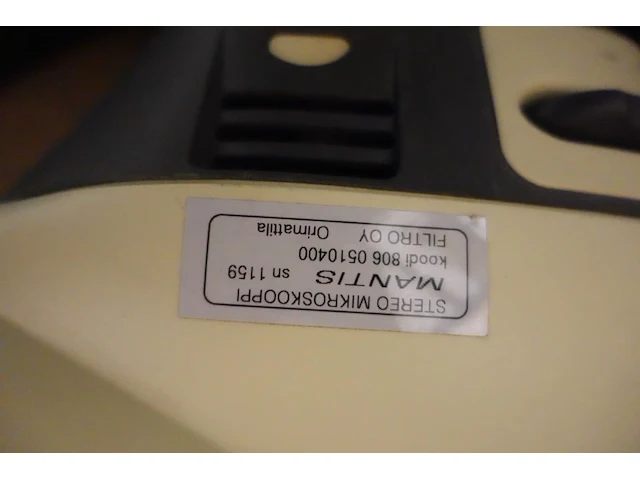 STEREO MIKROSKOOPPI
MANTIS sn 1159
koodi 806 0510400
FILTRO OY Orimattila